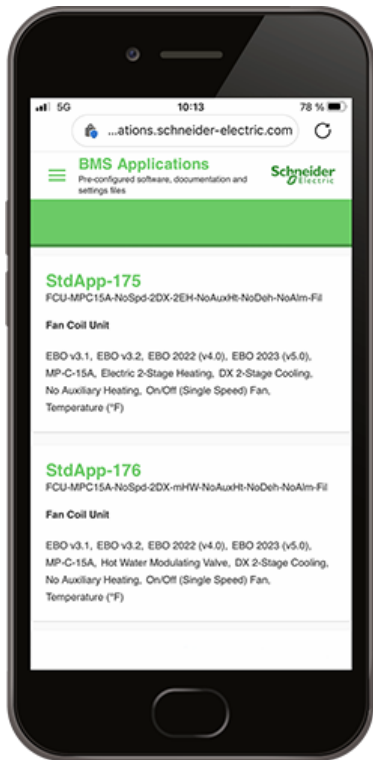 5G 10:13 78 %
...ations.schneider-electric.com
BMS Applications
Pre-configured software, documentation and
settings files
Schneider
Electric
StdApp-175
FCU-MPC15A-NoSpd-2DX-2EH-NoAuxHt-NoDeh-NoAlm-Fil
Fan Coil Unit
EBO v3.1, EBO v3.2, EBO 2022 (v4.0), EBO 2023 (v5.0),
MP-C-15A, Electric 2-Stage Heating, DX 2-Stage Cooling,
No Auxiliary Heating, On/Off (Single Speed) Fan,
Temperature (°F)
StdApp-176
FCU-MPC15A-NoSpd-2DX-mHW-NoAuxHt-NoDeh-NoAlm-Fil
Fan Coil Unit
EBO v3.1, EBO v3.2, EBO 2022 (v4.0), EBO 2023 (v5.0),
MP-C-15A, Hot Water Modulating Valve, DX 2-Stage Cooling,
No Auxiliary Heating, On/Off (Single Speed) Fan,
Temperature (°F)